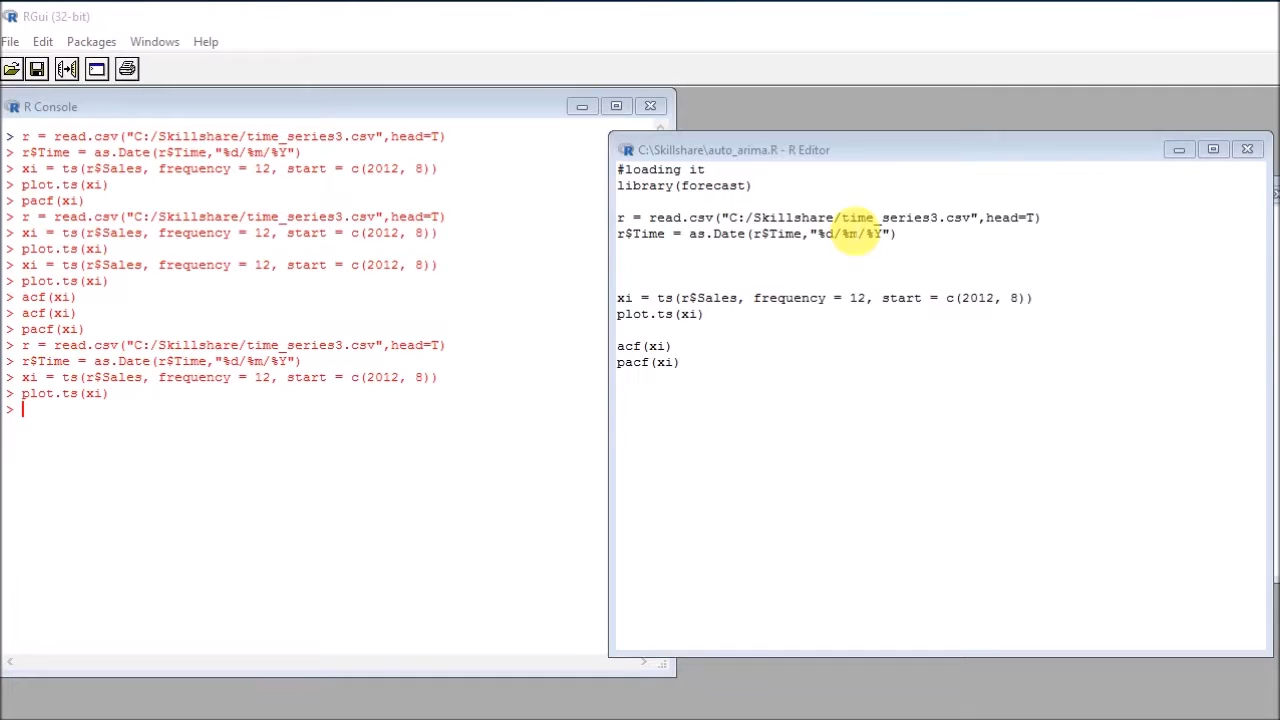 RGui (32-bit)
File Edit Packages Windows Help
R Console
> r = read.csv("C:/Skillshare/time_series3.csv",head=T)
> r$Time = as.Date(r$Time,"%d/%m/%Y")
> xi = ts(r$Sales, frequency = 12, start = c(2012, 8))
> plot.ts(xi)
> pacf(xi)
> r = read.csv("C:/Skillshare/time_series3.csv",head=T)
> xi = ts(r$Sales, frequency = 12, start = c(2012, 8))
> plot.ts(xi)
> xi = ts(r$Sales, frequency = 12, start = c(2012, 8))
> plot.ts(xi)
> acf(xi)
> acf(xi)
> pacf(xi)
> r = read.csv("C:/Skillshare/time_series3.csv",head=T)
> r$Time = as.Date(r$Time,"%d/%m/%Y")
> xi = ts(r$Sales, frequency = 12, start = c(2012, 8))
> plot.ts(xi)
>
C:\Skillshare\auto_arima.R - R Editor
#loading it
library(forecast)
r = read.csv("C:/Skillshare/time_series3.csv",head=T)
r$Time = as.Date(r$Time,"%d/%m/%Y")
xi = ts(r$Sales, frequency = 12, start = c(2012, 8))
plot.ts(xi)
acf(xi)
pacf(xi)